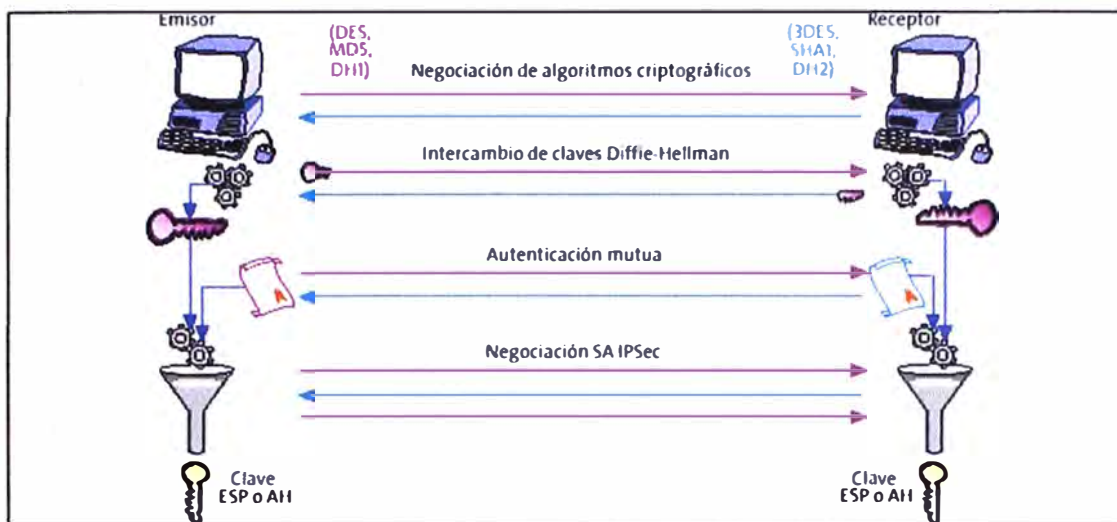 Emisor
Receptor
(DES,
MD5,
DH1)
(3DES,
SHA1,
DH2)
Negociación de algoritmos criptográficos
Intercambio de claves Diffie-Hellman
Autenticación mutua
A
A
Negociación SA IPSec
Clave
ESP o AH
Clave
ESP o AH